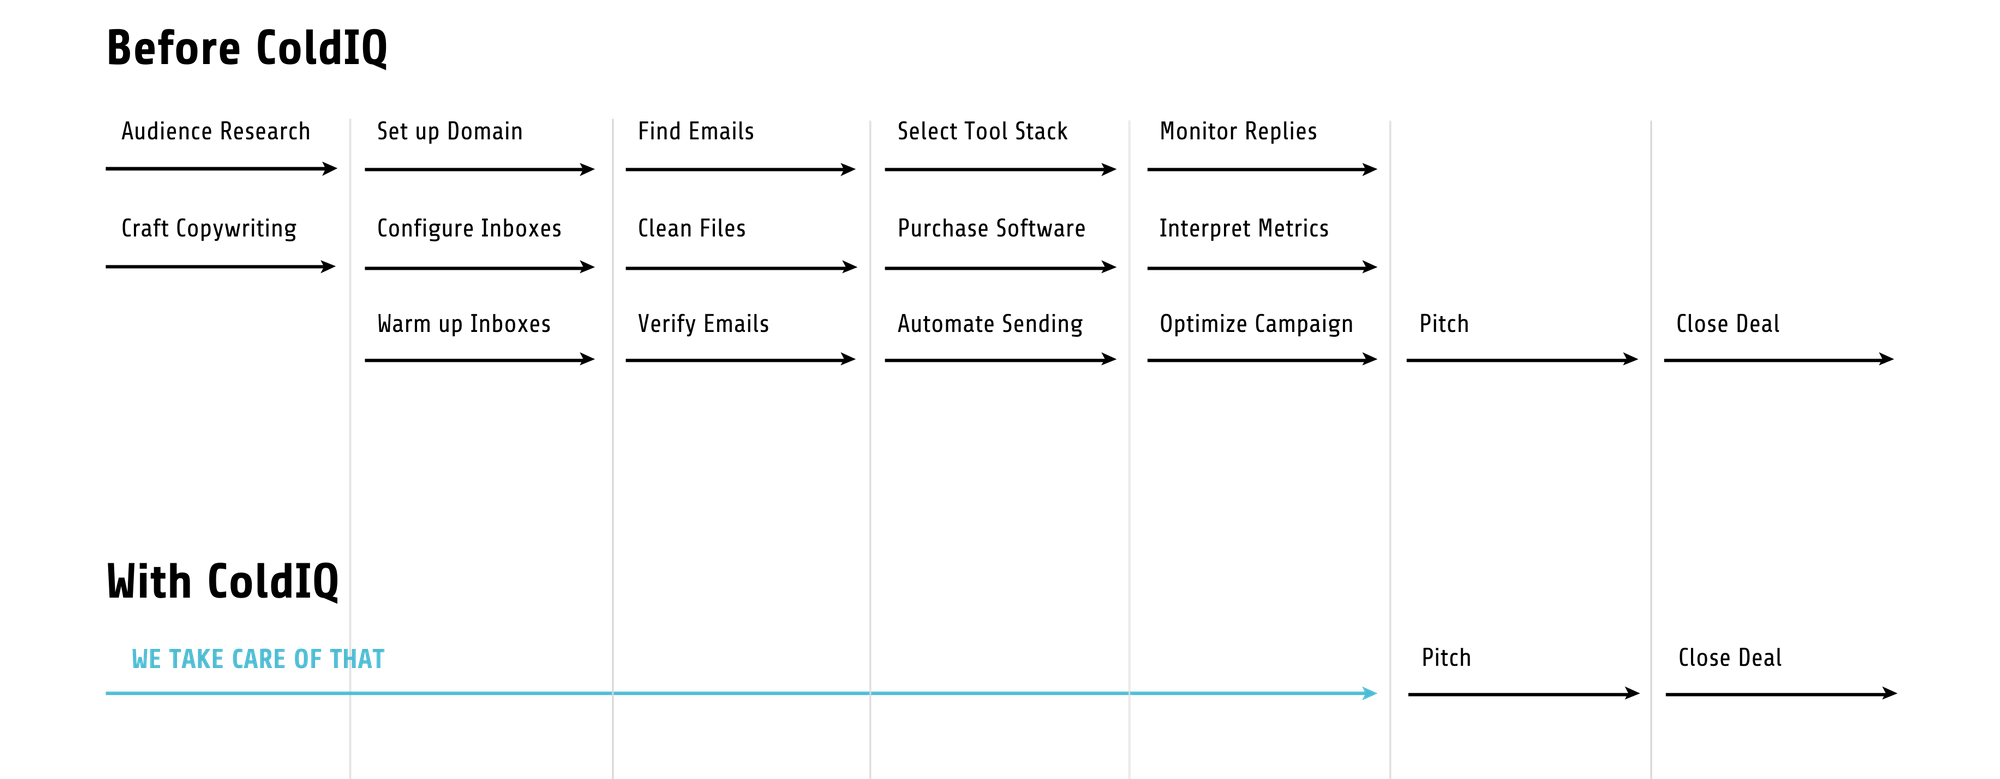 Before ColdIQ
Audience Research
Set up Domain
Find Emails
Select Tool Stack
Monitor Replies
Craft Copywriting
Configure Inboxes
Clean Files
Purchase Software
Interpret Metrics
Warm up Inboxes
Verify Emails
Automate Sending
Optimize Campaign
Pitch
Close Deal
With ColdIQ
WE TAKE CARE OF THAT
Pitch
Close Deal